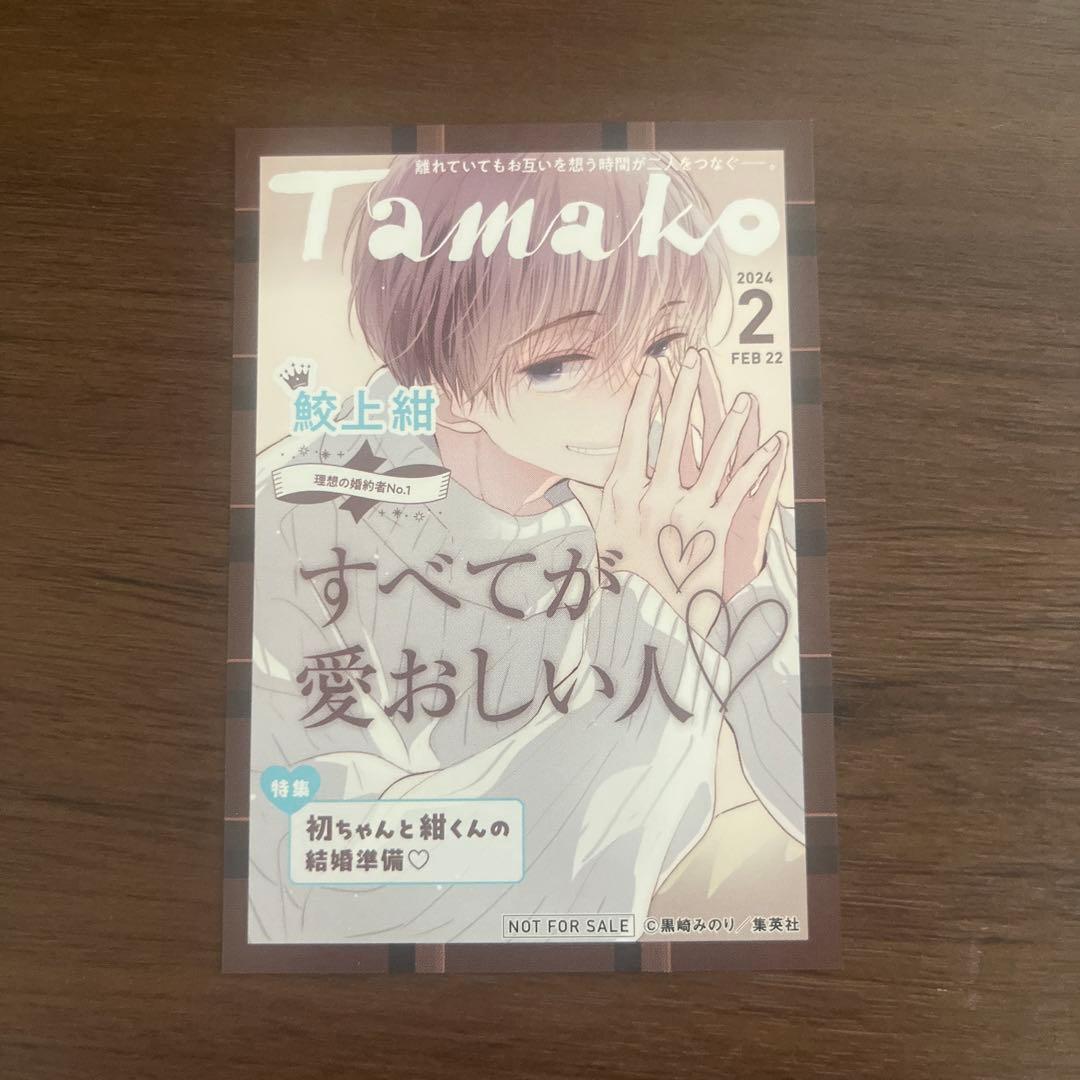 離れていてもお互いを想う時間が二人をつなぐ──。
Tamako
2024
2
FEB 22
鮫上紺
理想の婚約者No.1
すべてが
愛おしい人
特集
初ちゃんと紺くんの
結婚準備♡
NOT FOR SALE ©黒崎みのり／集英社